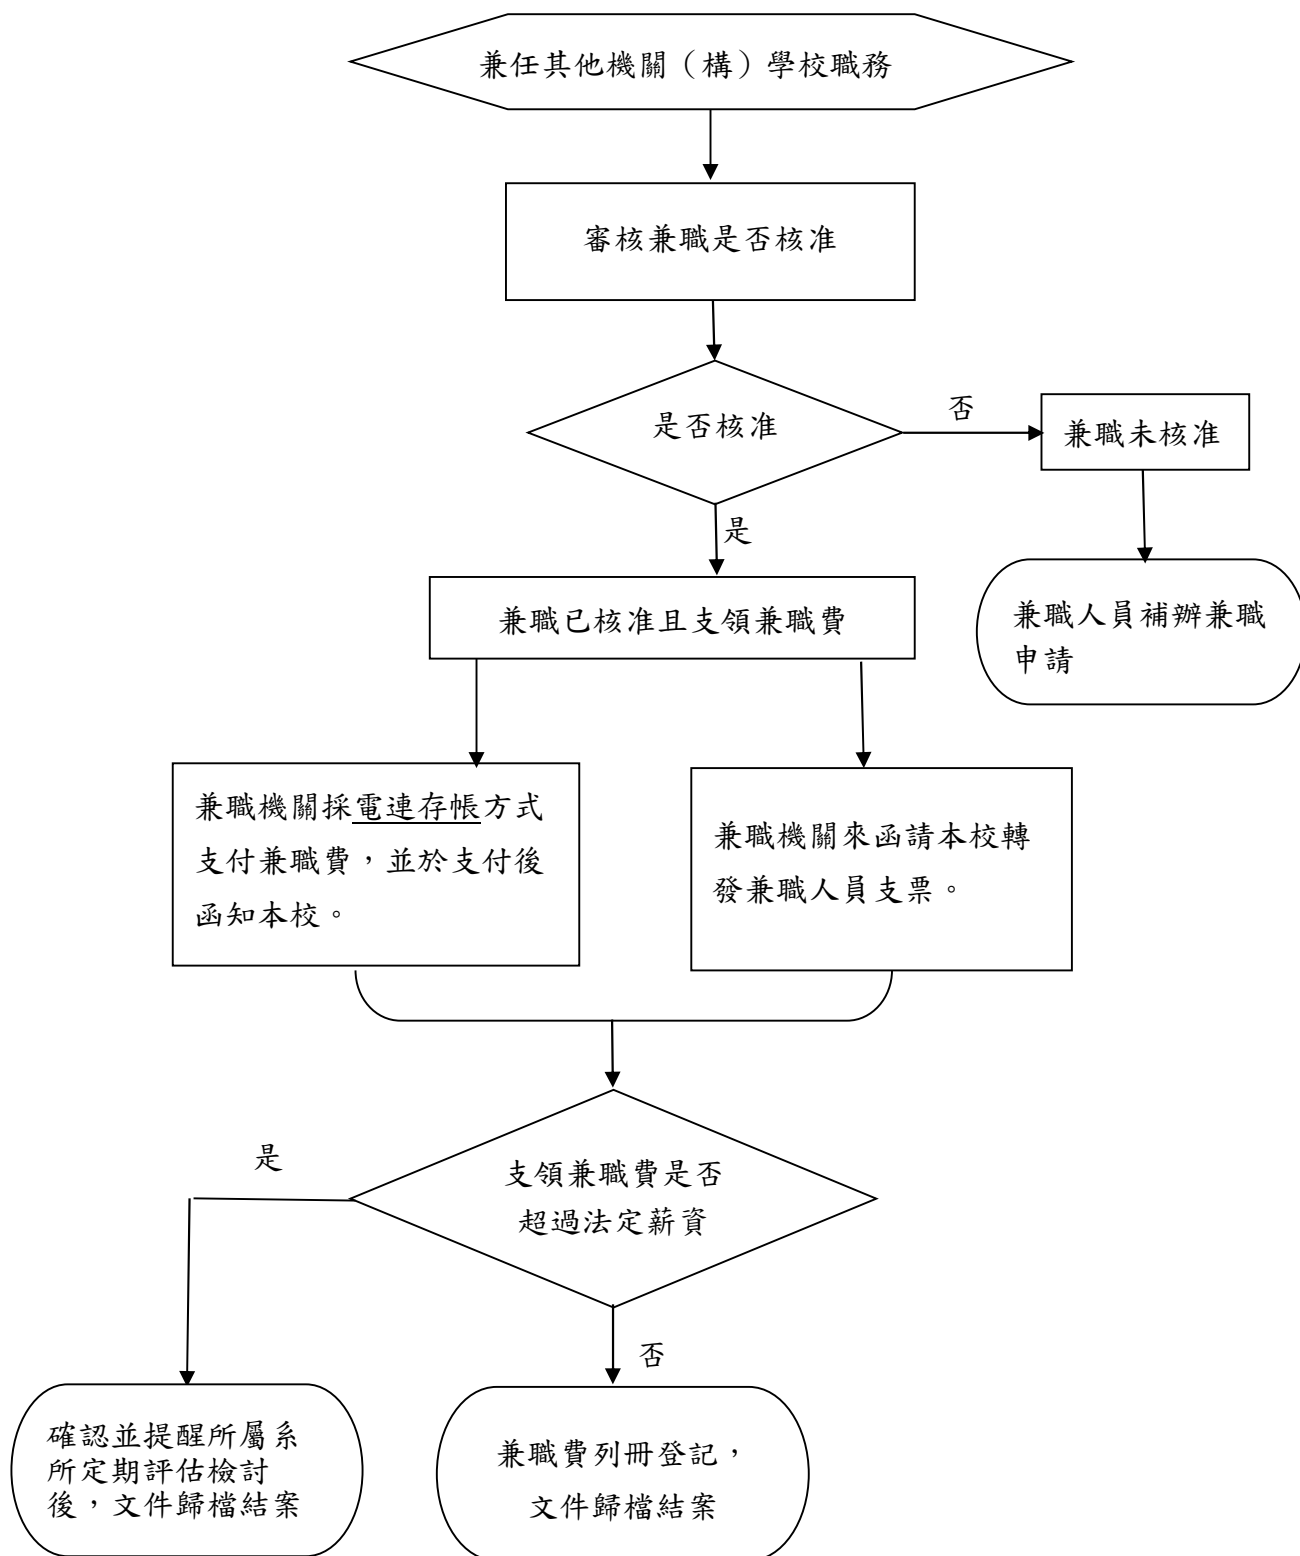 兼任其他機關（構）學校職務
審核兼職是否核准
是否核准
否
兼職未核准
是
兼職已核准且支領兼職費
兼職人員補辦兼職
申請
兼職機關採電連存帳方式
支付兼職費，並於支付後
函知本校。
兼職機關來函請本校轉
發兼職人員支票。
是
支領兼職費是否
超過法定薪資
否
確認並提醒所屬系
所定期評估檢討
後，文件歸檔結案
兼職費列冊登記，
文件歸檔結案